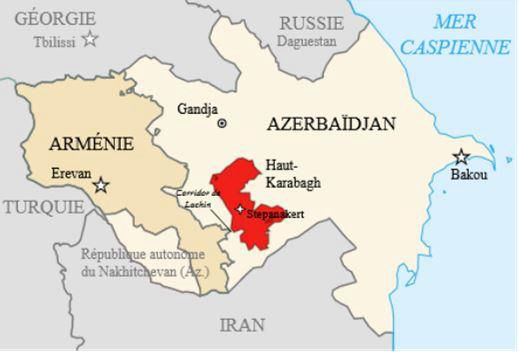 GÉORGIE
Tbilissi
RUSSIE
Daguestan
MER
CASPIENNE
Gandja
AZERBAÏDJAN
ARMÉNIE
Erevan
Haut-
Karabagh
Bakou
Corridor de
Lachin
Stepanakert
TURQUIE
République autonome
du Nakhitchevan (Az.)
IRAN